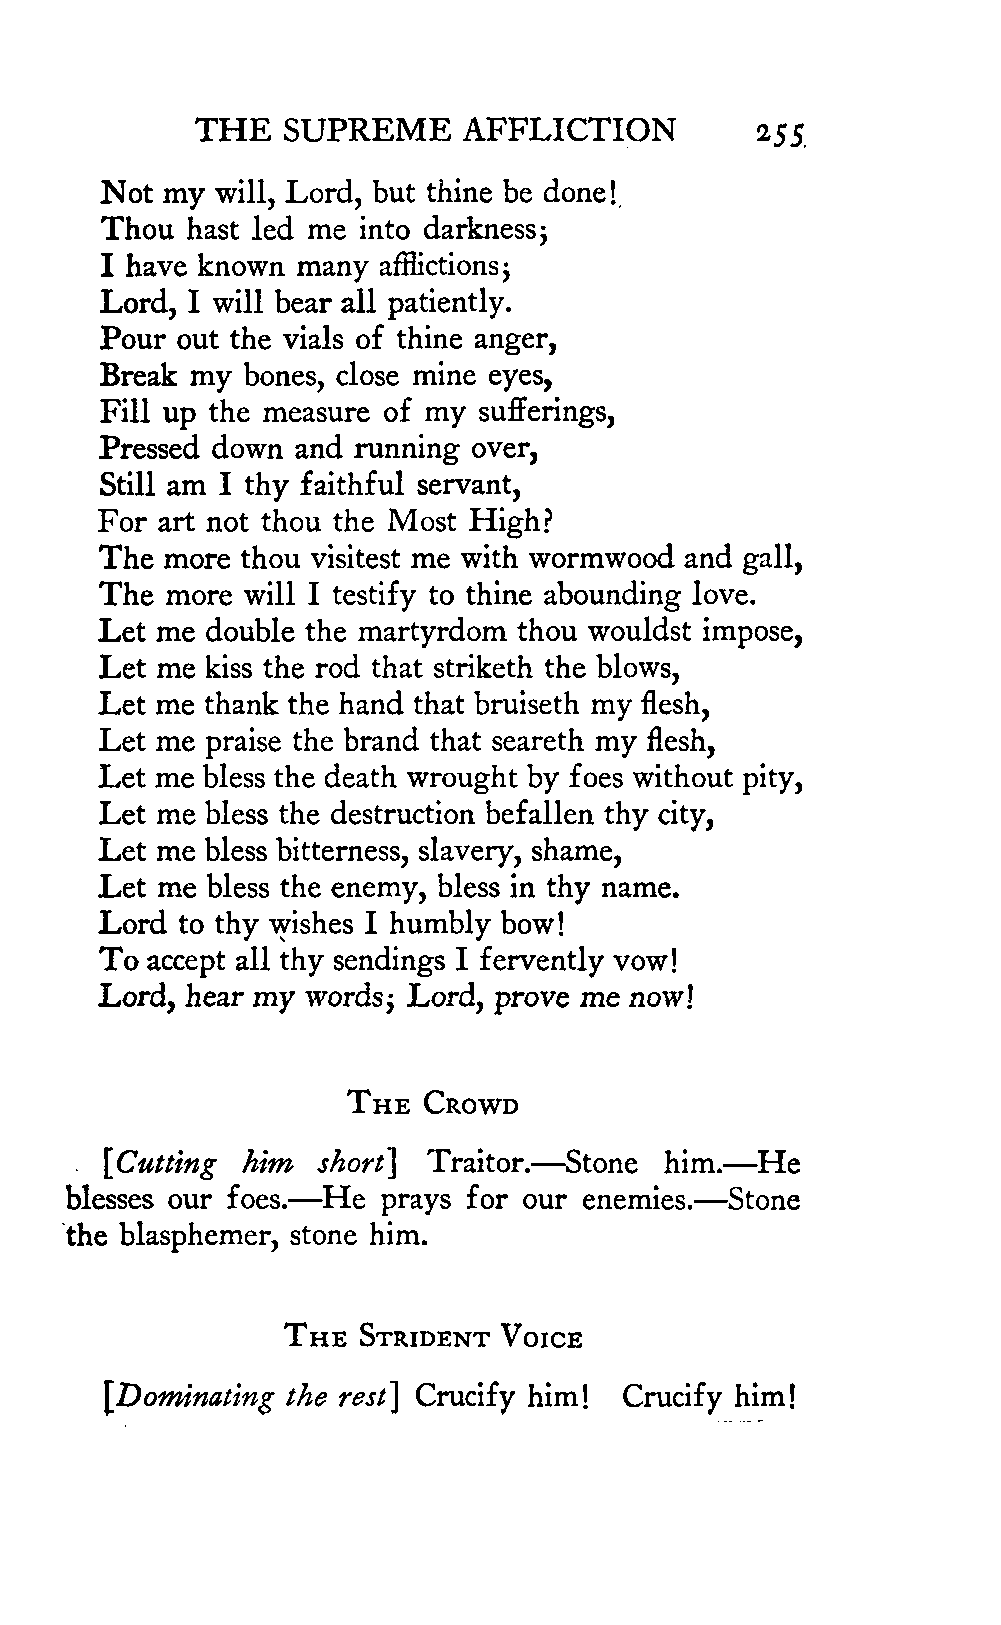 THE SUPREME AFFLICTION 255
Not my will, Lord, but thine be done!
Thou hast led me into darkness;
I have known many afflictions;
Lord, I will bear all patiently.
Pour out the vials of thine anger,
Break my bones, close mine eyes,
Fill up the measure of my sufferings,
Pressed down and running over,
Still am I thy faithful servant,
For art not thou the Most High?
The more thou visitest me with wormwood and gall,
The more will I testify to thine abounding love.
Let me double the martyrdom thou wouldst impose,
Let me kiss the rod that striketh the blows,
Let me thank the hand that bruiseth my flesh,
Let me praise the brand that seareth my flesh,
Let me bless the death wrought by foes without pity,
Let me bless the destruction befallen thy city,
Let me bless bitterness, slavery, shame,
Let me bless the enemy, bless in thy name.
Lord to thy wishes I humbly bow!
To accept all thy sendings I fervently vow!
Lord, hear my words; Lord, prove me now!
THE CROWD
[Cutting him short] Traitor.—Stone him.—He
blesses our foes.—He prays for our enemies.—Stone
the blasphemer, stone him.
THE STRIDENT VOICE
[Dominating the rest] Crucify him! Crucify him!